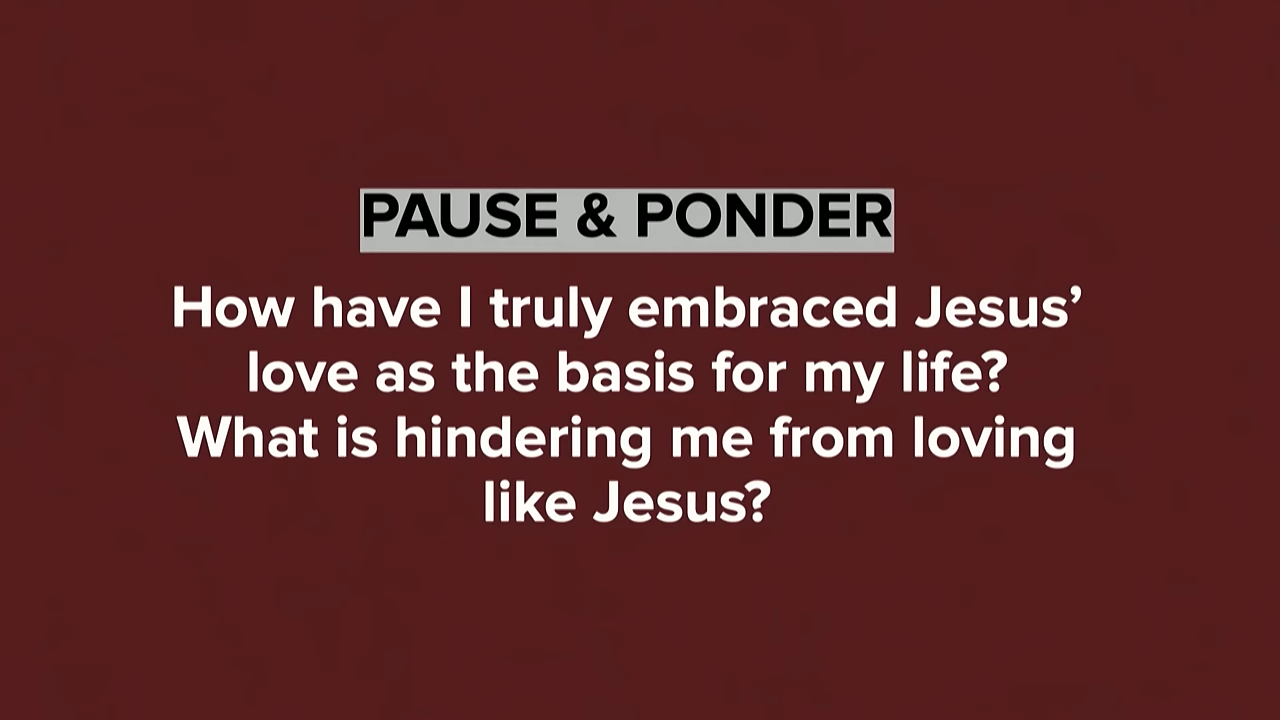 PAUSE & PONDER
How have I truly embraced Jesus’
love as the basis for my life?
What is hindering me from loving
like Jesus?